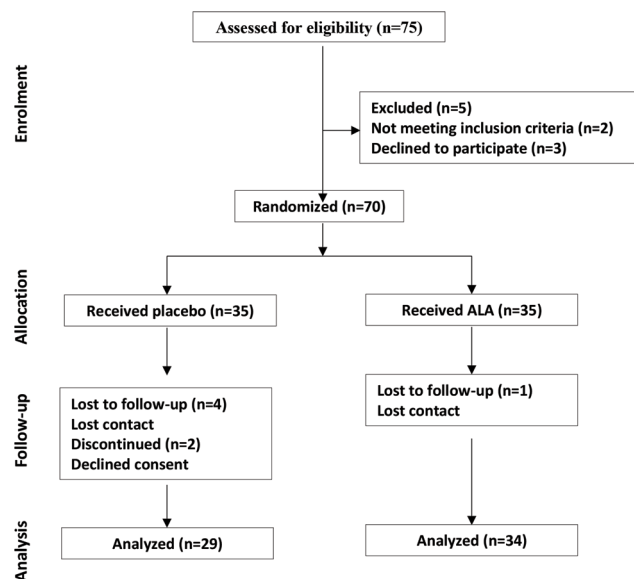 Assessed for eligibility (n=75)
Enrolment
Excluded (n=5)
Not meeting inclusion criteria (n=2)
Declined to participate (n=3)
Randomized (n=70)
Allocation
Received placebo (n=35)
Received ALA (n=35)
Follow-up
Lost to follow-up (n=4)
Lost contact
Discontinued (n=2)
Declined consent
Lost to follow-up (n=1)
Lost contact
Analysis
Analyzed (n=29)
Analyzed (n=34)